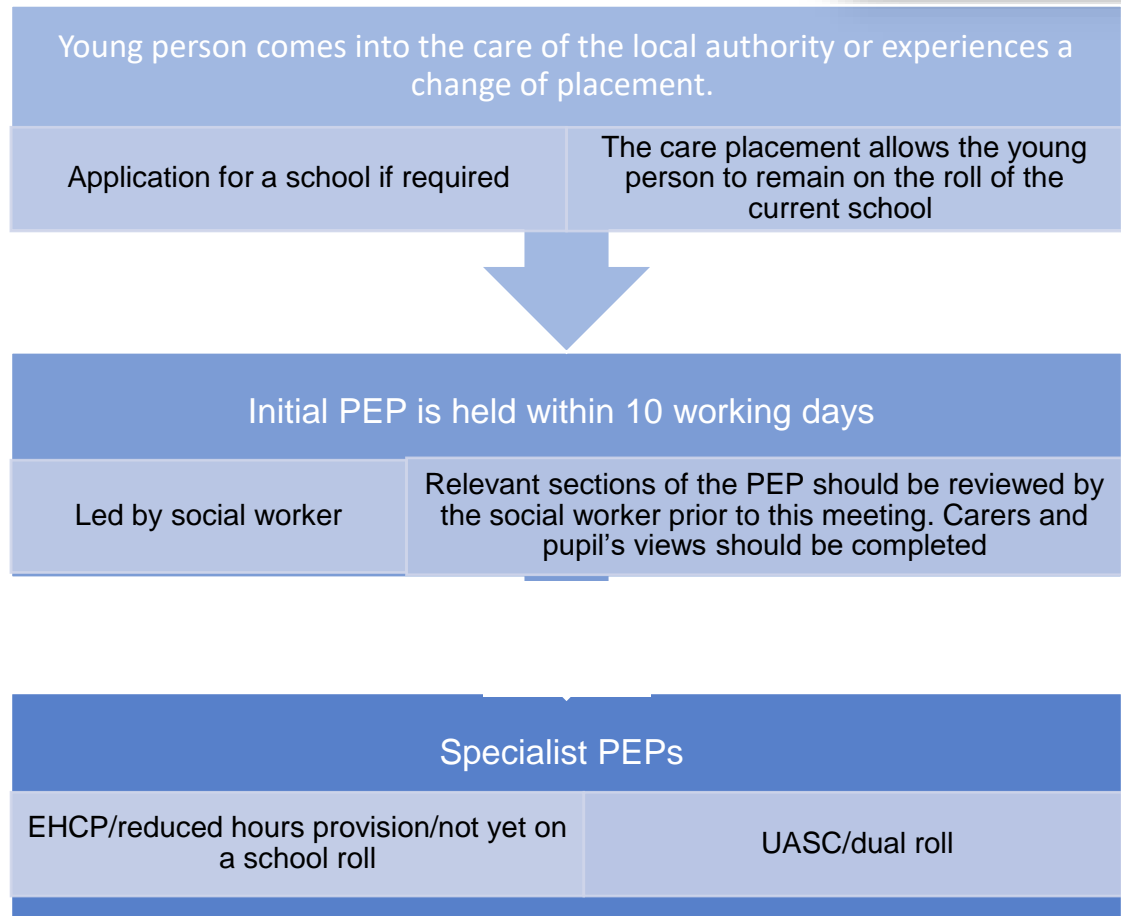 Young person comes into the care of the local authority or experiences a
change of placement.
Application for a school if required
The care placement allows the young
person to remain on the roll of the
current school
Initial PEP is held within 10 working days
Led by social worker
Relevant sections of the PEP should be reviewed by
the social worker prior to this meeting. Carers and
pupil’s views should be completed
Specialist PEPs
EHCP/reduced hours provision/not yet on
a school roll
UASC/dual roll